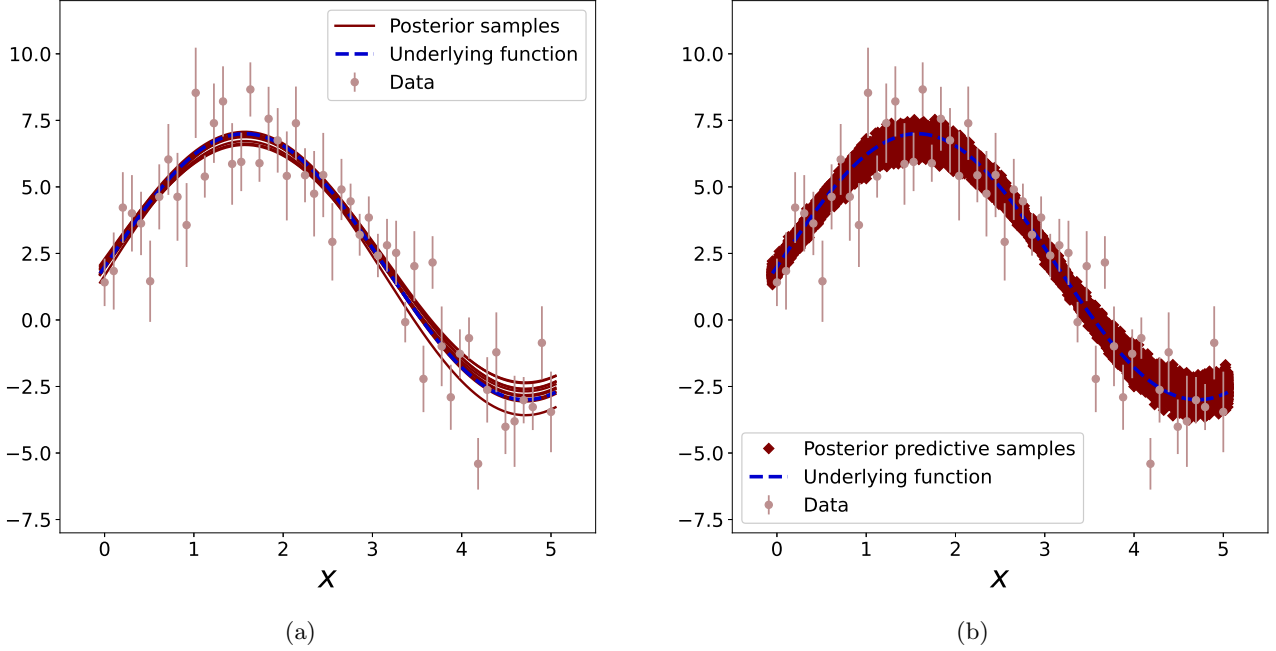 Posterior samples
Underlying function
Data
10.0
7.5
5.0
2.5
0.0
−2.5
−5.0
−7.5
0 1 2 3 4 5
x
(a)
10.0
7.5
5.0
2.5
0.0
−2.5
−5.0
−7.5
Posterior predictive samples
Underlying function
Data
0 1 2 3 4 5
x
(b)